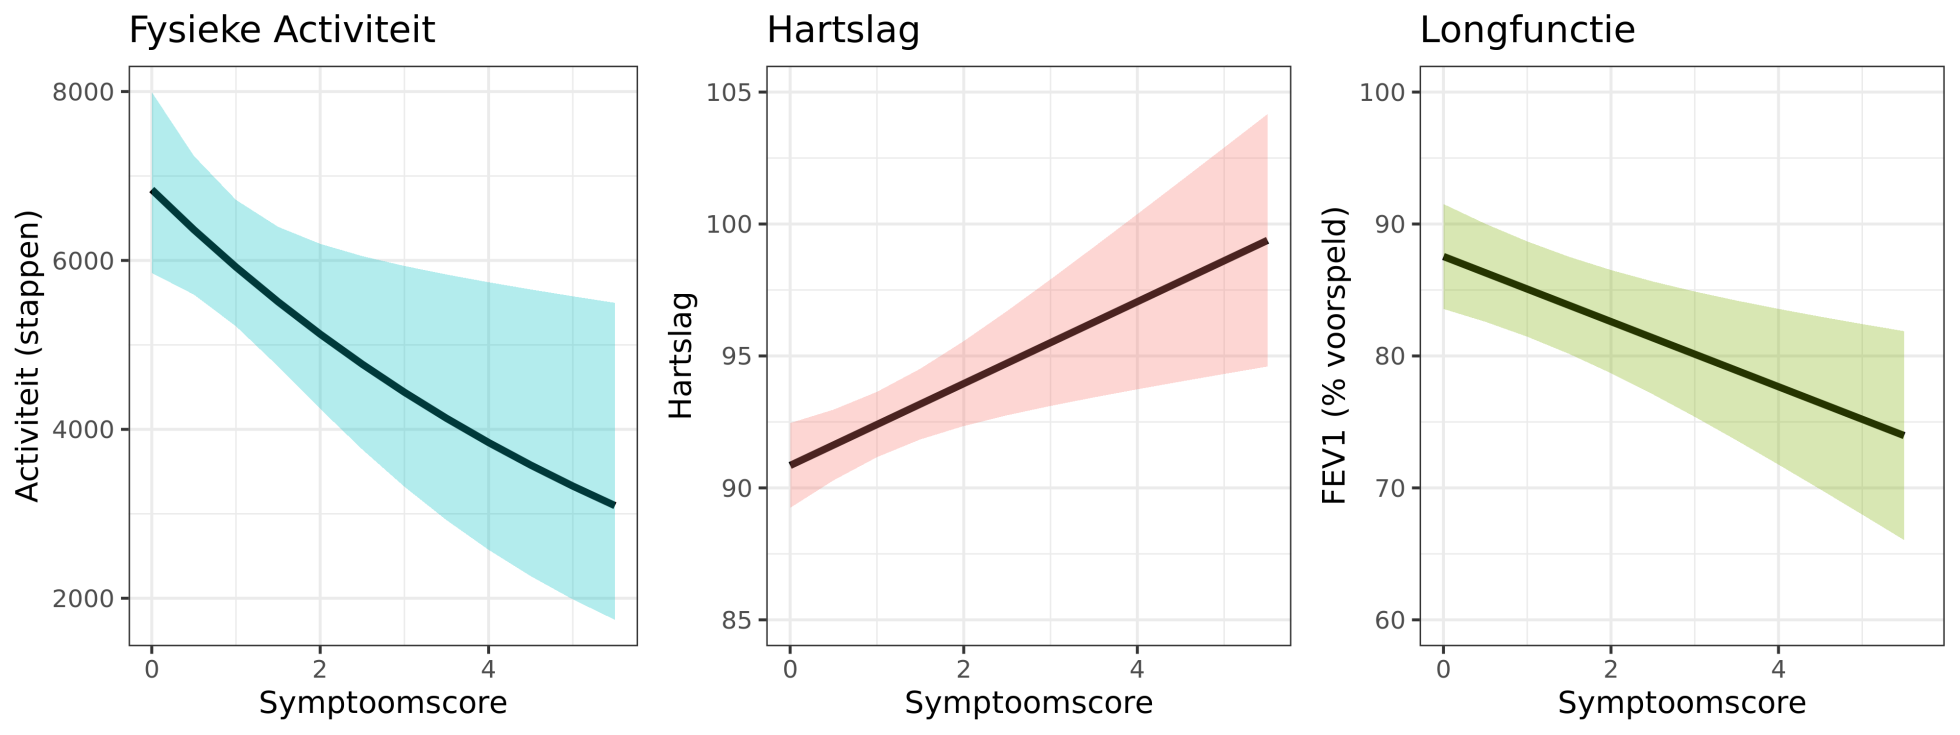 Fysieke Activiteit
Activiteit (stappen)
8000
6000
4000
2000
0 2 4
Symptoomscore
Hartslag
Hartslag
105
100
95
90
85
0 2 4
Symptoomscore
Longfunctie
FEV1 (% voorspeld)
100
90
80
70
60
0 2 4
Symptoomscore